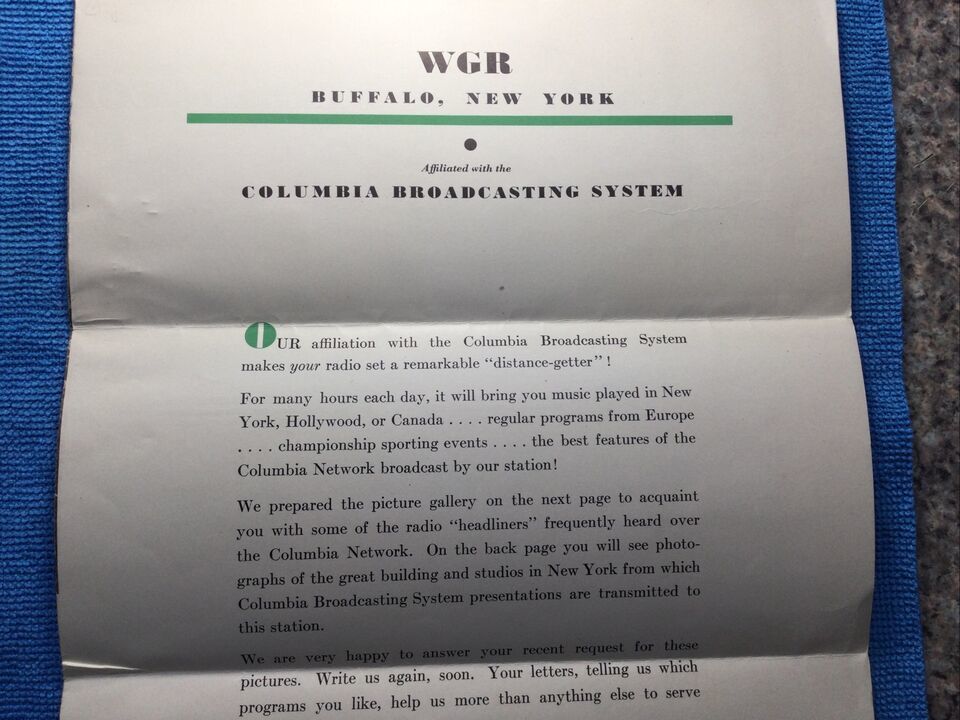 WGR
BUFFALO, NEW YORK
Affiliated with the
COLUMBIA BROADCASTING SYSTEM
OUR affiliation with the Columbia Broadcasting System
makes your radio set a remarkable “distance-getter”!
For many hours each day, it will bring you music played in New
York, Hollywood, or Canada . . . . regular programs from Europe
. . . . championship sporting events . . . . the best features of the
Columbia Network broadcast by our station!
We prepared the picture gallery on the next page to acquaint
you with some of the radio “headliners” frequently heard over
the Columbia Network. On the back page you will see photo-
graphs of the great building and studios in New York from which
Columbia Broadcasting System presentations are transmitted to
this station.
We are very happy to answer your recent request for these
pictures. Write us again, soon. Your letters, telling us which
programs you like, help us more than anything else to serve